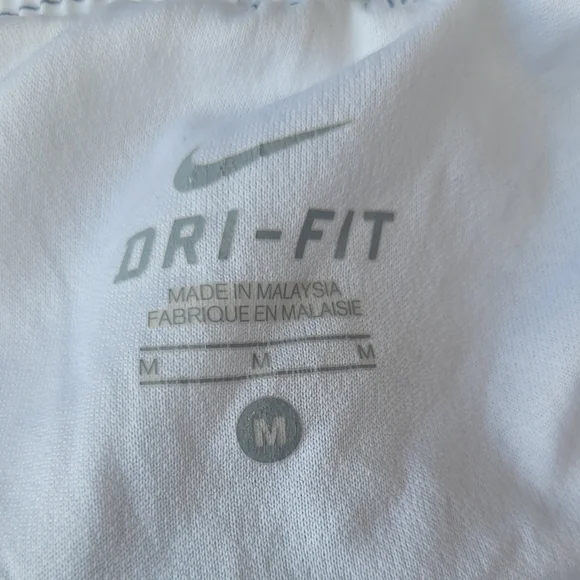 DRI-FIT
MADE IN MALAYSIA
FABRIQUE EN MALAISIE
M M M
M